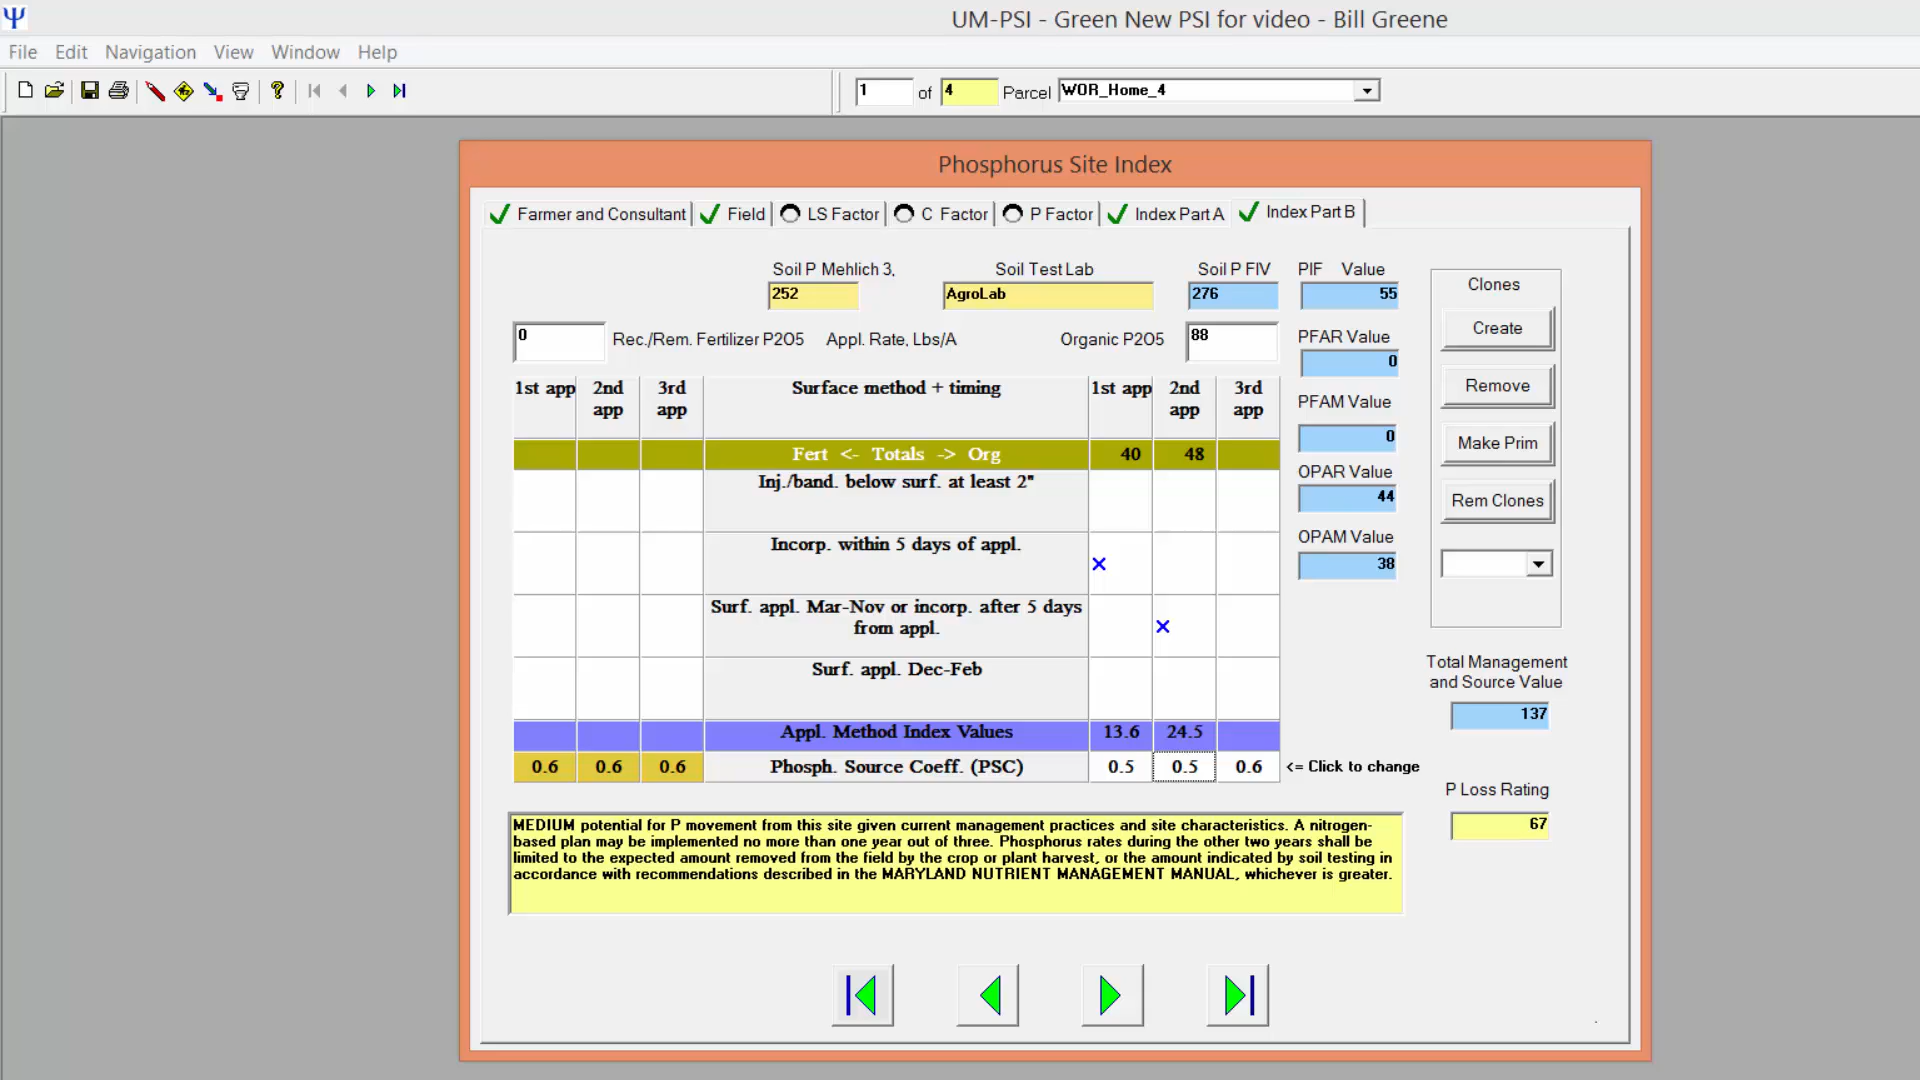 UM-PSI - Green New PSI for video - Bill Greene
File Edit Navigation View Window Help
1 of 4 Parcel WOR_Home_4
Phosphorus Site Index
Farmer and Consultant Field LS Factor C Factor P Factor Index Part A Index Part B
Soil P Mehlich 3, Soil Test Lab Soil P FIV PIF Value
252 AgroLab 276 55
Clones
Create
0 Rec./Rem. Fertilizer P2O5 Appl. Rate, Lbs/A Organic P2O5 88
PFAR Value
0
1st app 2nd app 3rd app Surface method + timing 1st app 2nd app 3rd app
Remove
PFAM Value
0
Make Prim
Fert <- Totals -> Org 40 48
OPAR Value
44
Inj./band. below surf. at least 2"
Rem Clones
OPAM Value
38
Incorp. within 5 days of appl. ×
Surf. appl. Mar-Nov or incorp. after 5 days
from appl. ×
Surf. appl. Dec-Feb
Total Management
and Source Value
137
Appl. Method Index Values 13.6 24.5
0.6 0.6 0.6 Phosph. Source Coeff. (PSC) 0.5 0.5 0.6 <= Click to change
P Loss Rating
67
MEDIUM potential for P movement from this site given current management practices and site characteristics. A nitrogen-
based plan may be implemented no more than one year out of three. Phosphorus rates during the other two years shall be
limited to the expected amount removed from the field by the crop or plant harvest, or the amount indicated by soil testing in
accordance with recommendations described in the MARYLAND NUTRIENT MANAGEMENT MANUAL, whichever is greater.